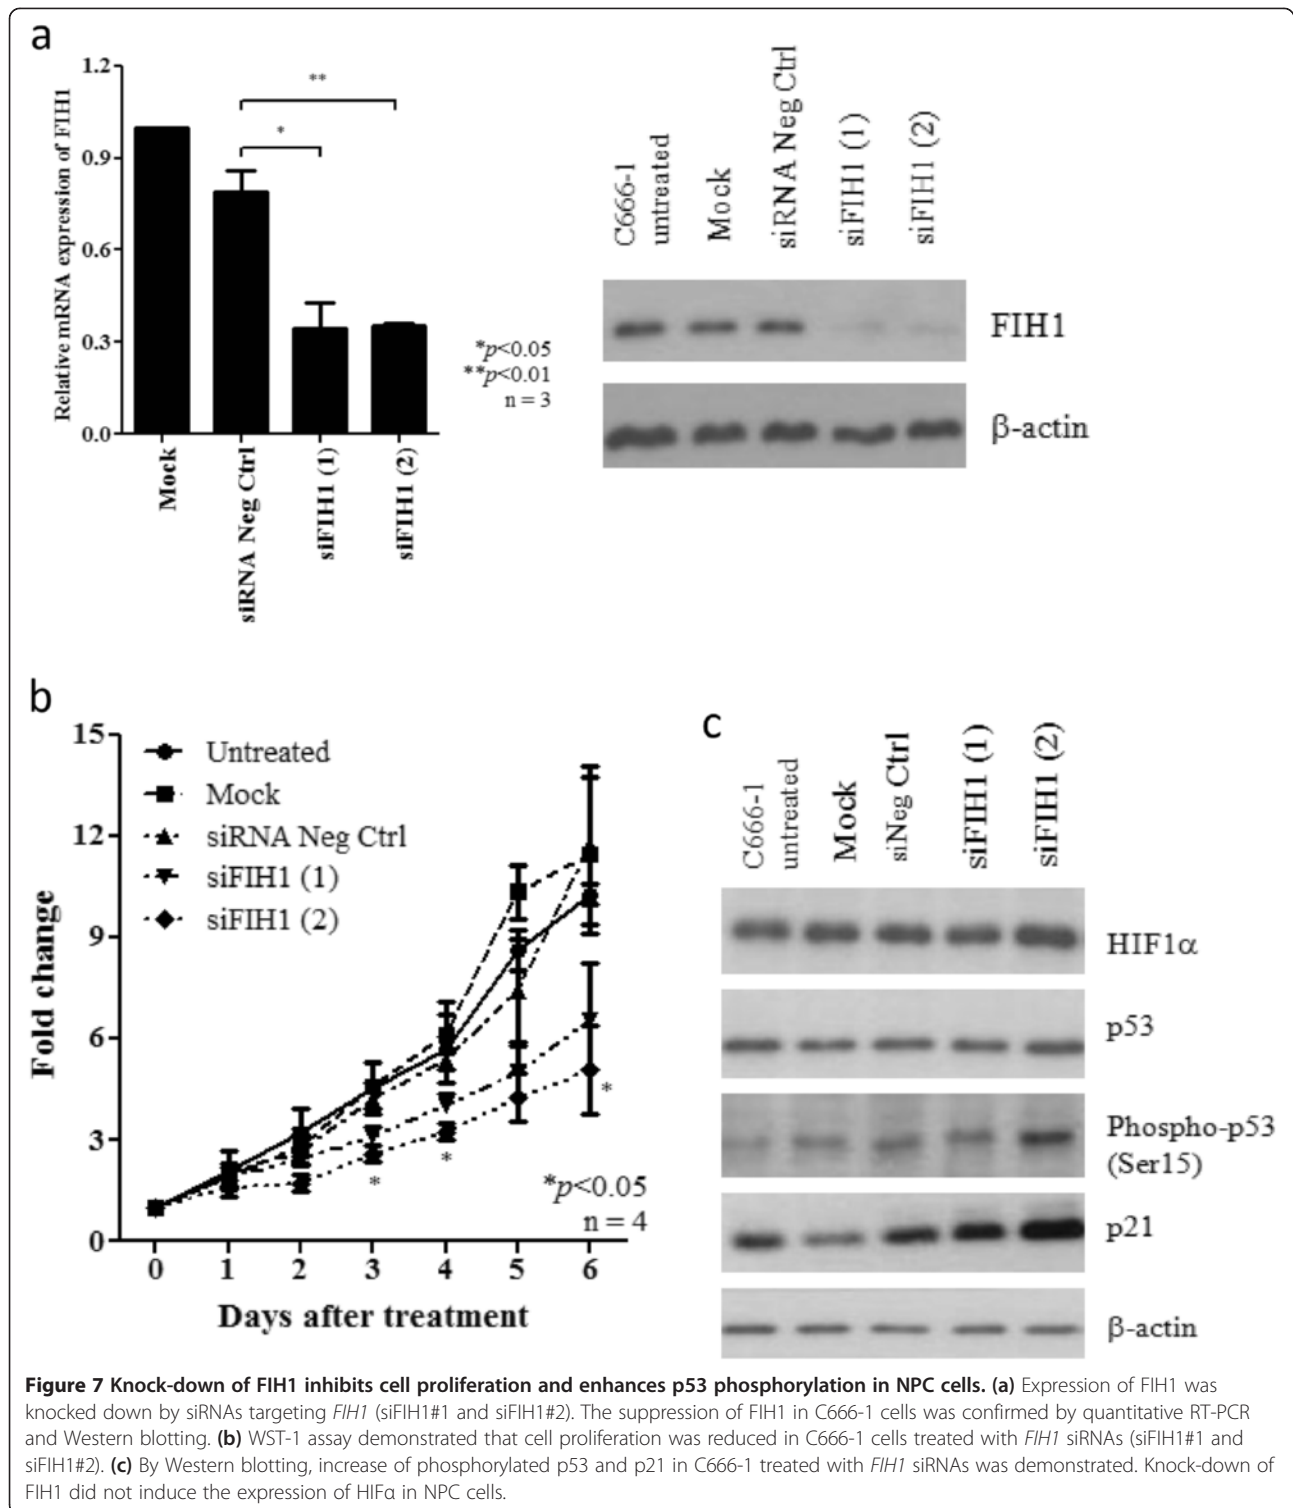 a
1.2
0.9
0.6
0.3
0.0
Relative mRNA expression of FIH1
**
*
Mock
siRNA Neg Ctrl
siFIH1 (1)
siFIH1 (2)
*p<0.05
**p<0.01
n = 3
C666-1
untreated
Mock
siRNA Neg Ctrl
siFIH1 (1)
siFIH1 (2)
FIH1
β-actin
b
15
12
9
6
3
0
Fold change
Untreated
Mock
siRNA Neg Ctrl
siFIH1 (1)
siFIH1 (2)
*
*
*
*p<0.05
n = 4
0 1 2 3 4 5 6
Days after treatment
c
C666-1
untreated
Mock
siNeg Ctrl
siFIH1 (1)
siFIH1 (2)
HIF1α
p53
Phospho-p53
(Ser15)
p21
β-actin
Figure 7 Knock-down of FIH1 inhibits cell proliferation and enhances p53 phosphorylation in NPC cells. (a) Expression of FIH1 was
knocked down by siRNAs targeting FIH1 (siFIH1#1 and siFIH1#2). The suppression of FIH1 in C666-1 cells was confirmed by quantitative RT-PCR
and Western blotting. (b) WST-1 assay demonstrated that cell proliferation was reduced in C666-1 cells treated with FIH1 siRNAs (siFIH1#1 and
siFIH1#2). (c) By Western blotting, increase of phosphorylated p53 and p21 in C666-1 treated with FIH1 siRNAs was demonstrated. Knock-down of
FIH1 did not induce the expression of HIFα in NPC cells.